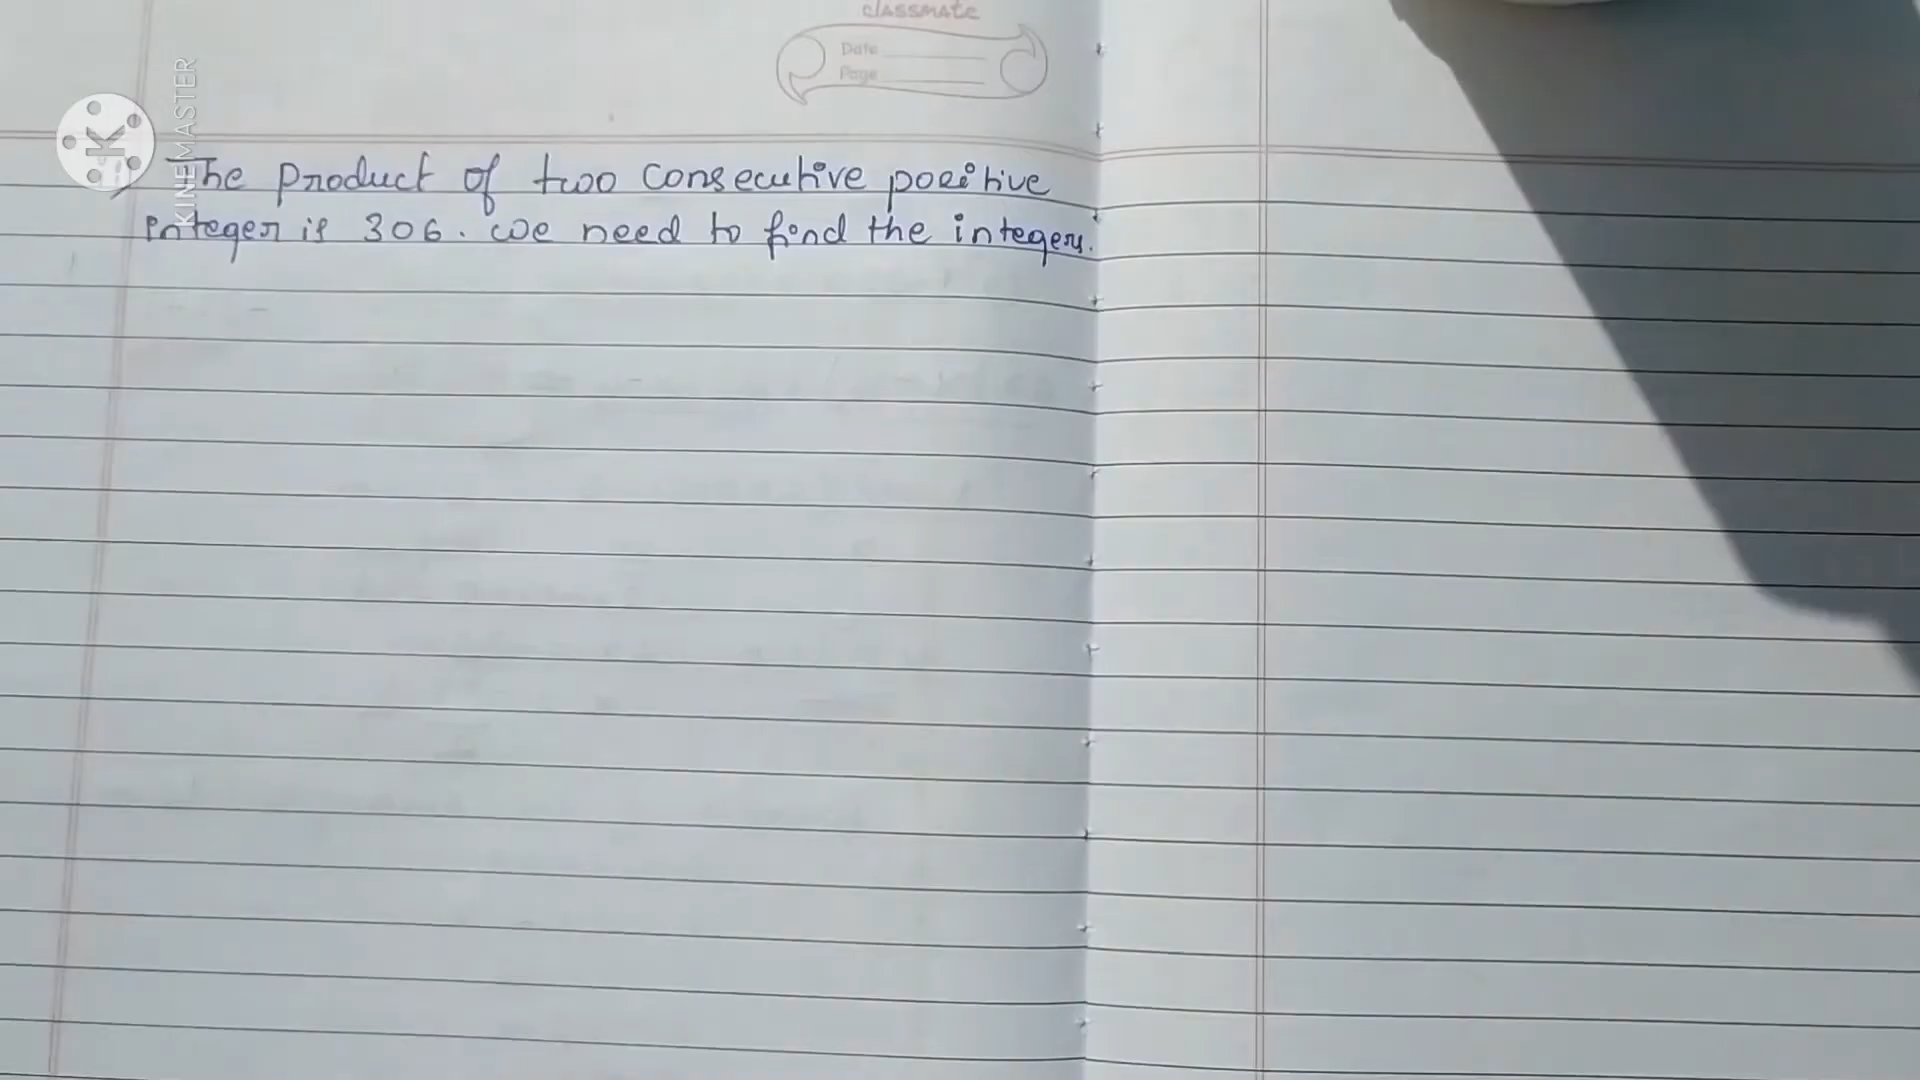 classmate
Date
Page
KINEMASTER
The product of two consecutive positive
integer is 306. We need to find the integers.